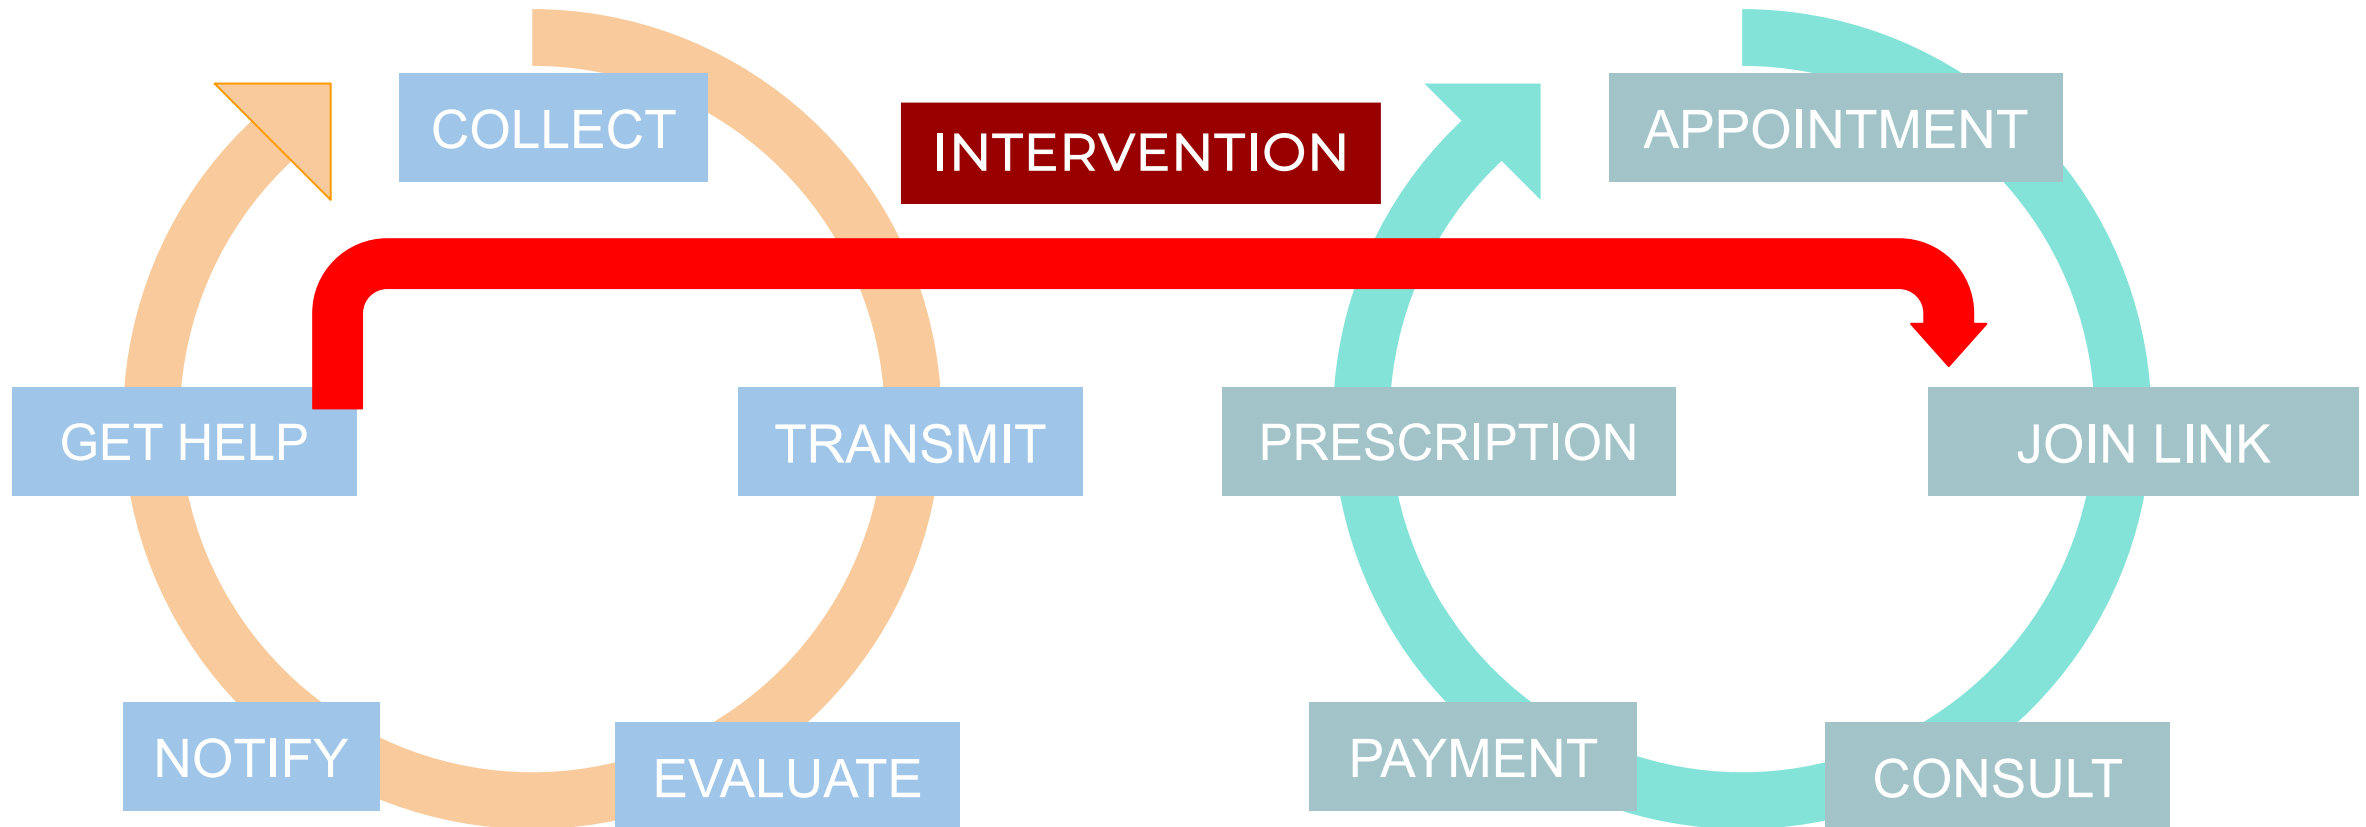 COLLECT
INTERVENTION
APPOINTMENT
GET HELP
TRANSMIT
PRESCRIPTION
JOIN LINK
NOTIFY
EVALUATE
PAYMENT
CONSULT